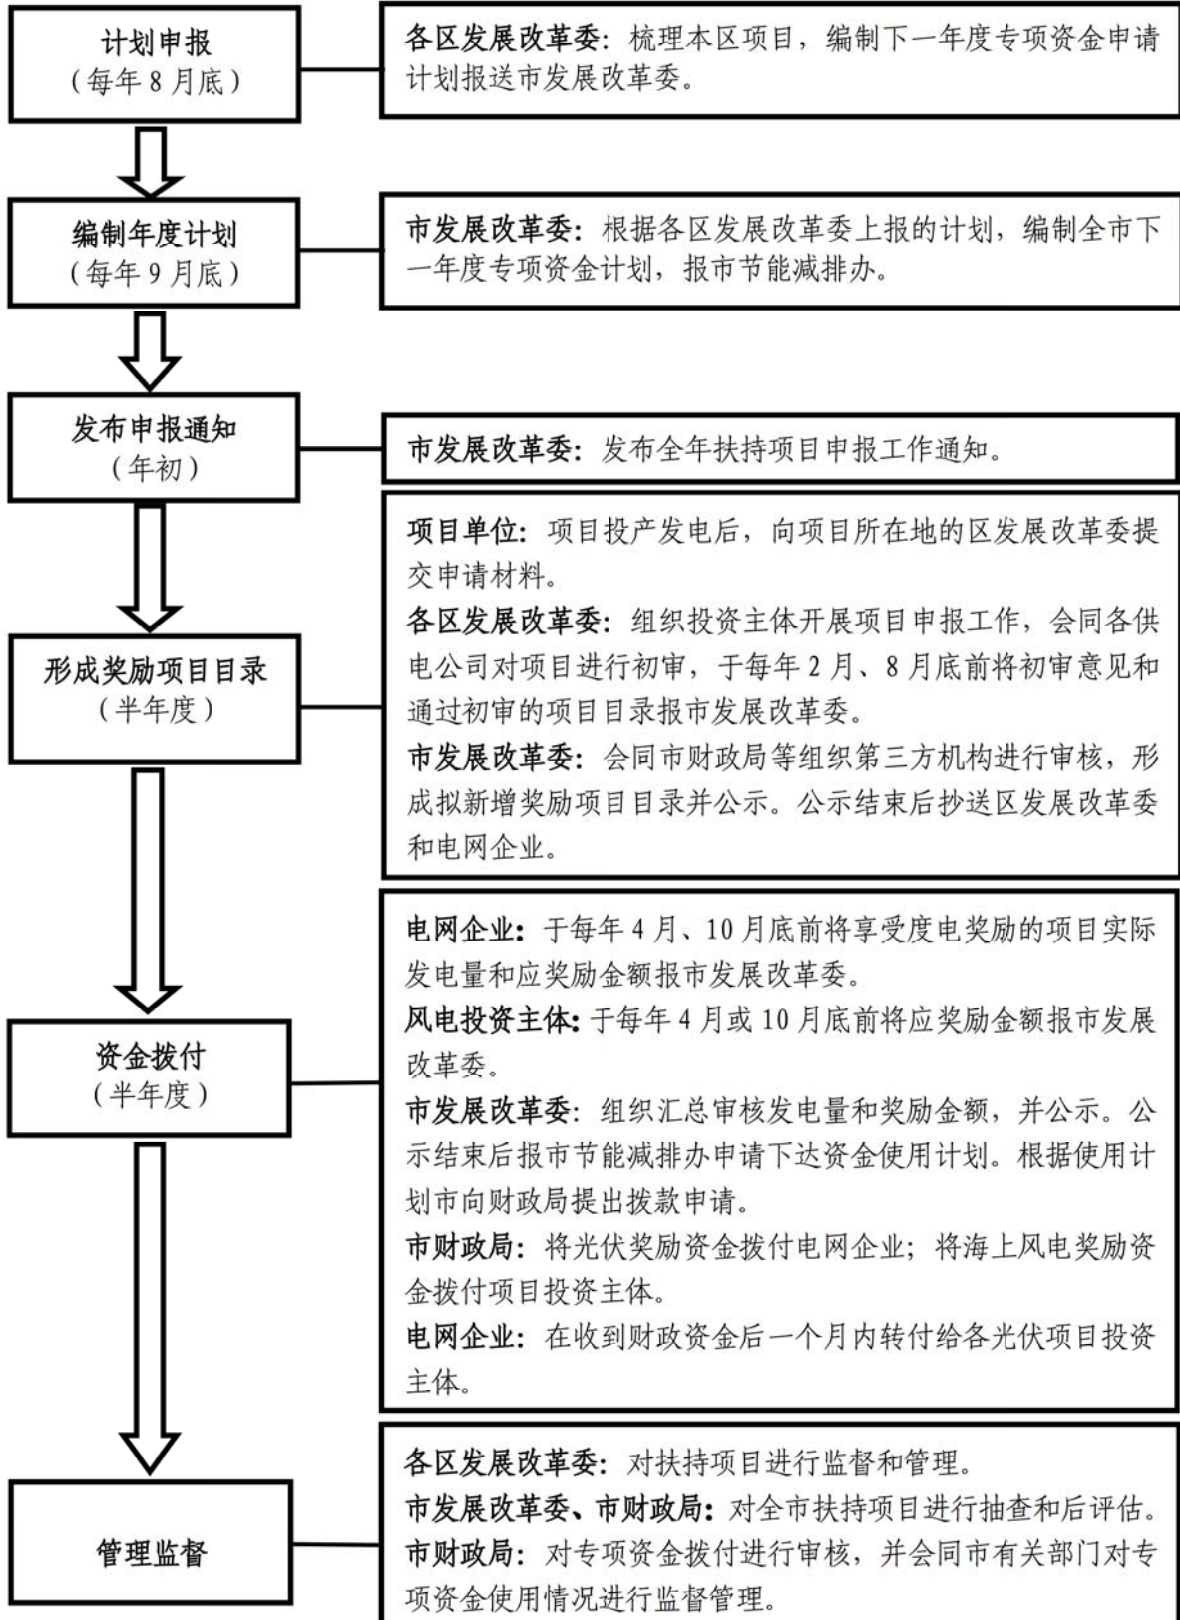 计划申报
（每年 8 月底）
各区发展改革委：梳理本区项目，编制下一年度专项资金申请
计划报送市发展改革委。
编制年度计划
（每年 9 月底）
市发展改革委：根据各区发展改革委上报的计划，编制全市下
一年度专项资金计划，报市节能减排办。
发布申报通知
（年初）
市发展改革委：发布全年扶持项目申报工作通知。
形成奖励项目目录
（半年度）
项目单位：项目投产发电后，向项目所在地的区发展改革委提
交申请材料。
各区发展改革委：组织投资主体开展项目申报工作，会同各供
电公司对项目进行初审，于每年 2 月、8 月底前将初审意见和
通过初审的项目目录报市发展改革委。
市发展改革委：会同市财政局等组织第三方机构进行审核，形
成拟新增奖励项目目录并公示。公示结束后抄送区发展改革委
和电网企业。
资金拨付
（半年度）
电网企业：于每年 4 月、10 月底前将享受度电奖励的项目实际
发电量和应奖励金额报市发展改革委。
风电投资主体：于每年 4 月或 10 月底前将应奖励金额报市发展
改革委。
市发展改革委：组织汇总审核发电量和奖励金额，并公示。公
示结束后报市节能减排办申请下达资金使用计划。根据使用计
划市向财政局提出拨款申请。
市财政局：将光伏奖励资金拨付电网企业；将海上风电奖励资
金拨付项目投资主体。
电网企业：在收到财政资金后一个月内转付给各光伏项目投资
主体。
管理监督
各区发展改革委：对扶持项目进行监督和管理。
市发展改革委、市财政局：对全市扶持项目进行抽查和后评估。
市财政局：对专项资金拨付进行审核，并会同市有关部门对专
项资金使用情况进行监督管理。